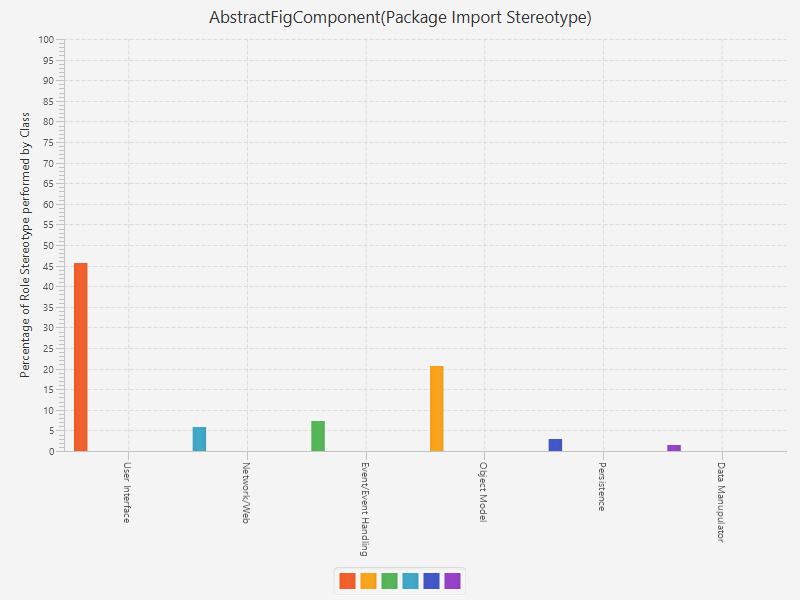 AbstractFigComponent(Package Import Stereotype)
Percentage of Role Stereotype performed by Class
100
95
90
85
80
75
70
65
60
55
50
45
40
35
30
25
20
15
10
5
0
User Interface
Network/Web
Event/Event Handling
Object Model
Persistence
Data Manupulator